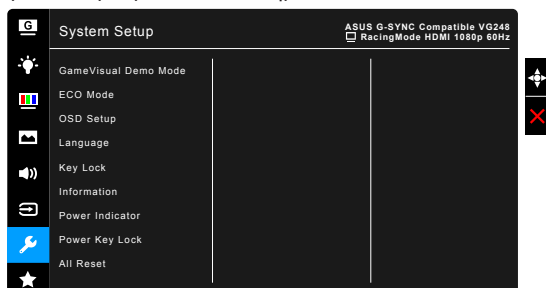 G
System Setup
ASUS G-SYNC Compatible VG248
RacingMode HDMI 1080p 60Hz
GameVisual Demo Mode
ECO Mode
OSD Setup
Language
Key Lock
Information
Power Indicator
Power Key Lock
All Reset